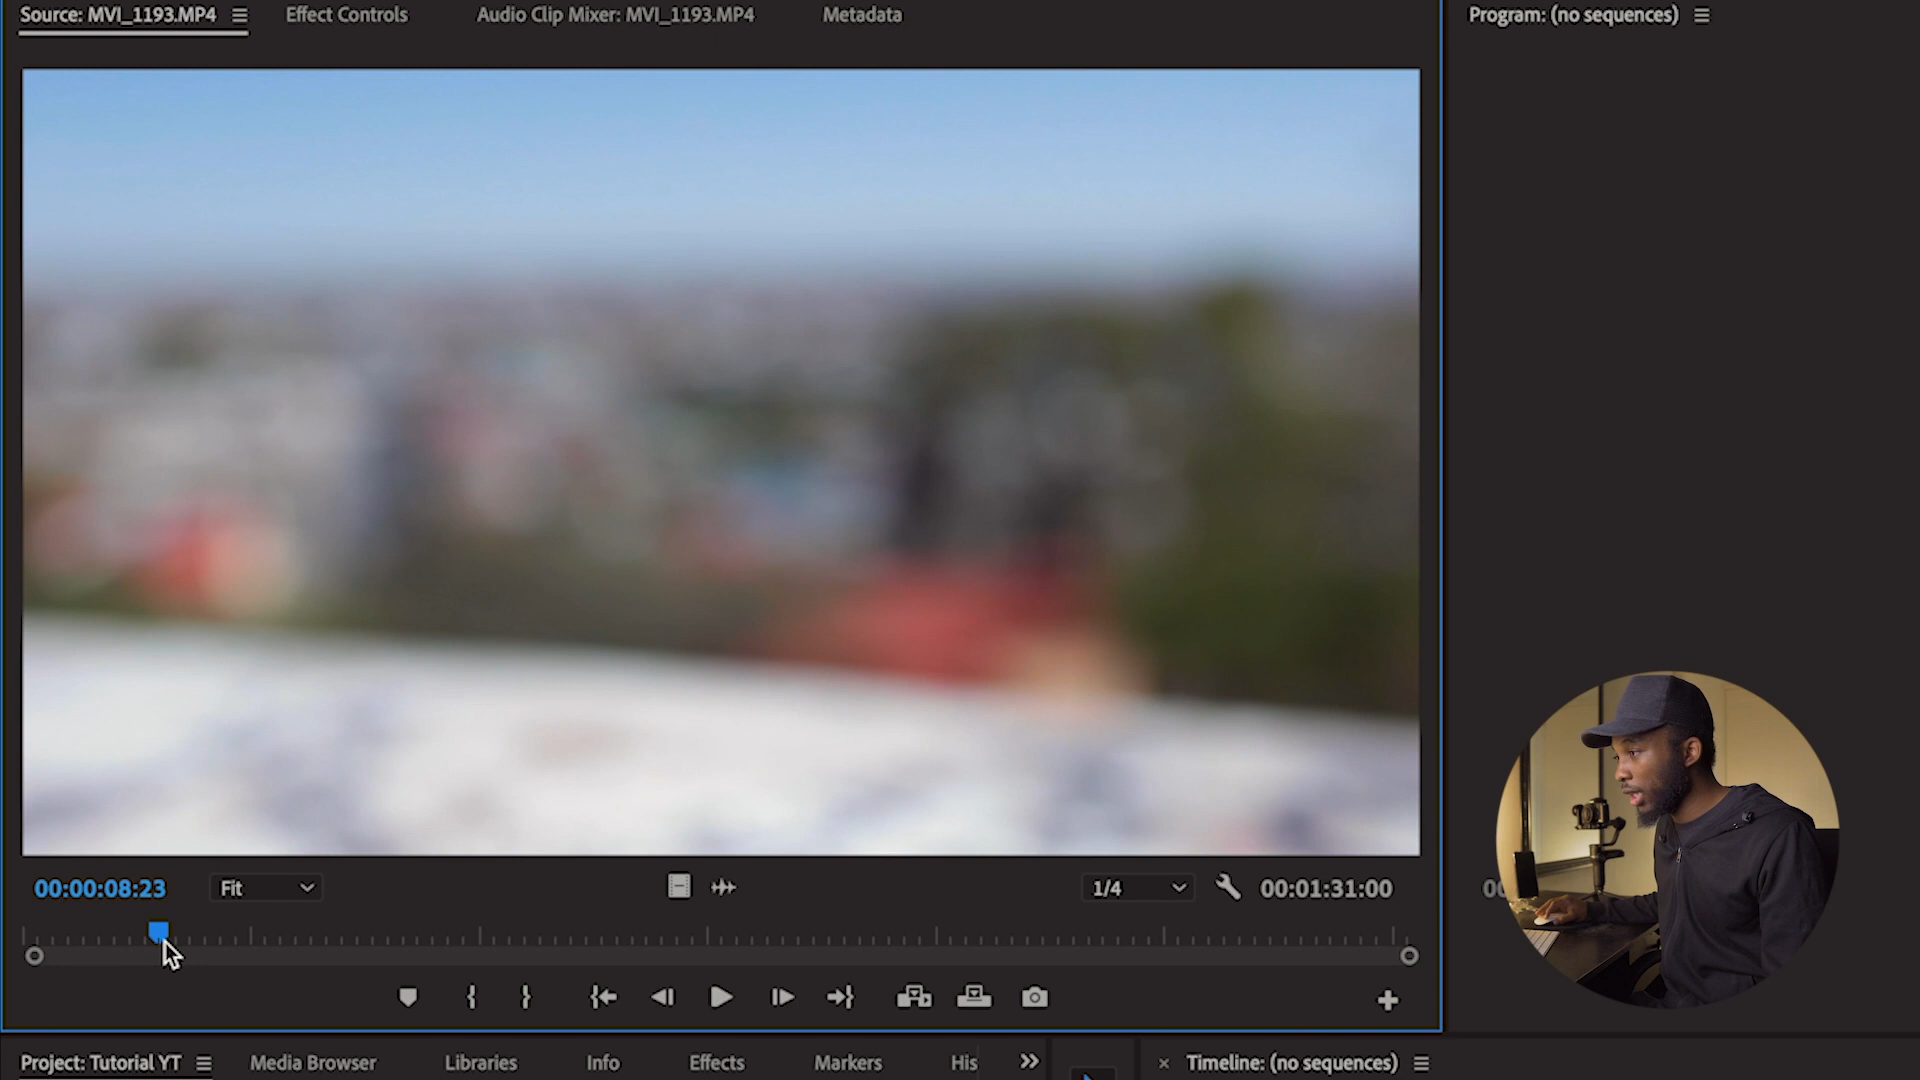 Source: MVI_1193.MP4
Effect Controls
Audio Clip Mixer: MVI_1193.MP4
Metadata
Program: (no sequences)
00:00:08:23
Fit
1/4
00:01:31:00
Project: Tutorial YT
Media Browser
Libraries
Info
Effects
Markers
His
Timeline: (no sequences)